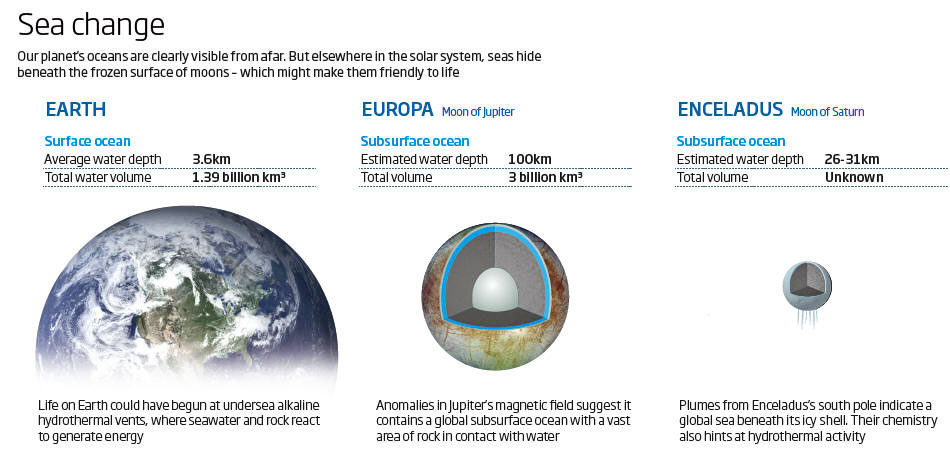 Sea change
Our planet's oceans are clearly visible from afar. But elsewhere in the solar system, seas hide
beneath the frozen surface of moons – which might make them friendly to life
EARTH
Surface ocean
Average water depth 3.6km
Total water volume 1.39 billion km³
Life on Earth could have begun at undersea alkaline
hydrothermal vents, where seawater and rock react
to generate energy
EUROPA Moon of Jupiter
Subsurface ocean
Estimated water depth 100km
Total volume 3 billion km³
Anomalies in Jupiter's magnetic field suggest it
contains a global subsurface ocean with a vast
area of rock in contact with water
ENCELADUS Moon of Saturn
Subsurface ocean
Estimated water depth 26-31km
Total volume Unknown
Plumes from Enceladus's south pole indicate a
global sea beneath its icy shell. Their chemistry
also hints at hydrothermal activity